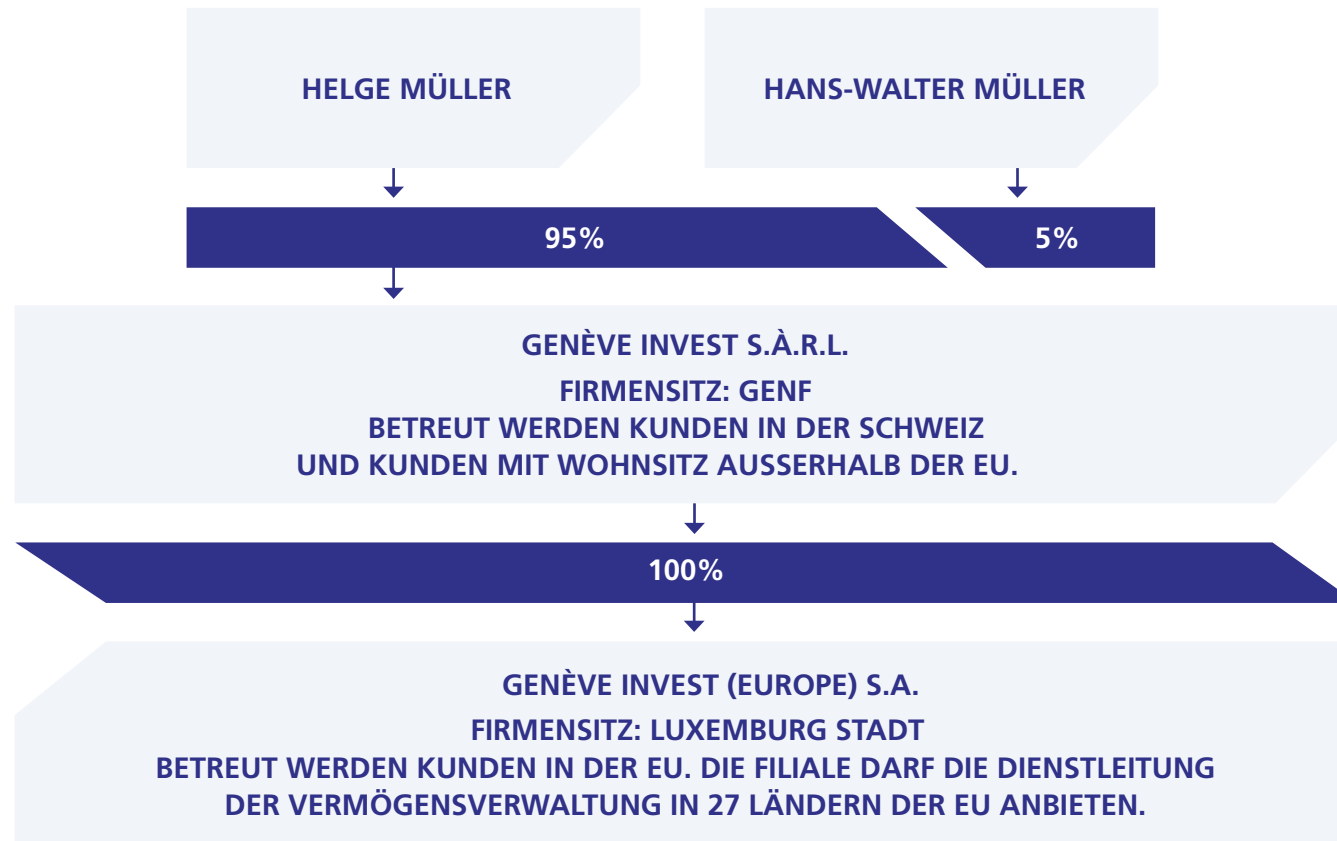 HELGE MÜLLER
HANS-WALTER MÜLLER
95%
5%
GENÈVE INVEST S.À.R.L.
FIRMENSITZ: GENF
BETREUT WERDEN KUNDEN IN DER SCHWEIZ
UND KUNDEN MIT WOHNSITZ AUSSERHALB DER EU.
100%
GENÈVE INVEST (EUROPE) S.A.
FIRMENSITZ: LUXEMBURG STADT
BETREUT WERDEN KUNDEN IN DER EU. DIE FILIALE DARF DIE DIENSTLEITUNG
DER VERMÖGENSVERWALTUNG IN 27 LÄNDERN DER EU ANBIETEN.